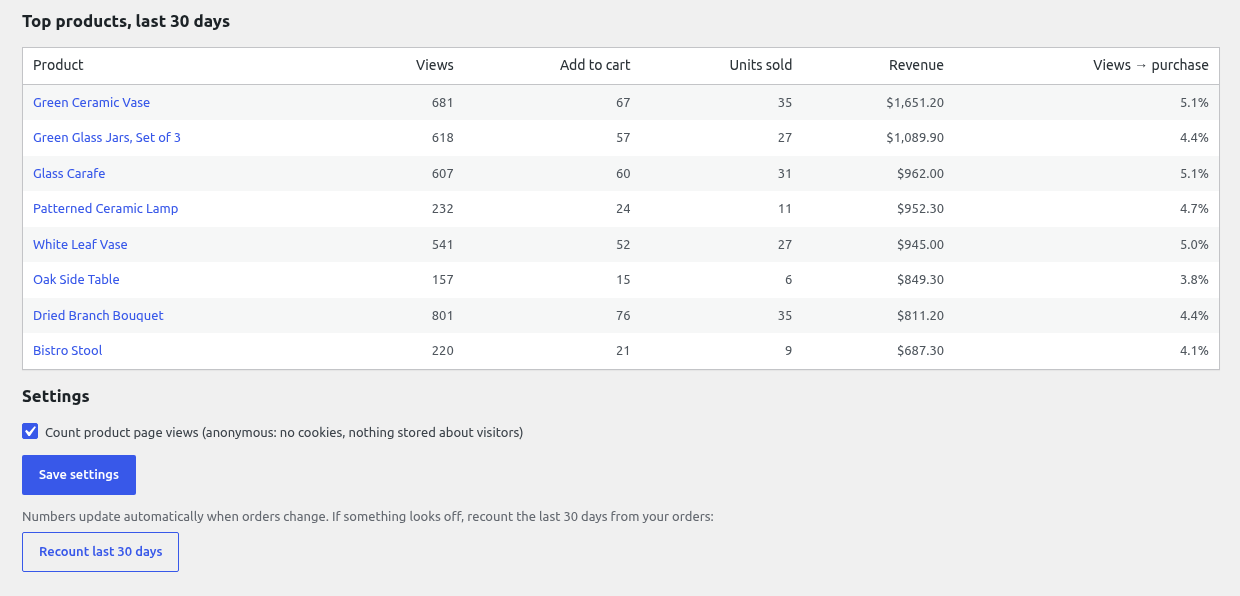 Top products, last 30 days
Product Views Add to cart Units sold Revenue Views → purchase
Green Ceramic Vase 681 67 35 $1,651.20 5.1%
Green Glass Jars, Set of 3 618 57 27 $1,089.90 4.4%
Glass Carafe 607 60 31 $962.00 5.1%
Patterned Ceramic Lamp 232 24 11 $952.30 4.7%
White Leaf Vase 541 52 27 $945.00 5.0%
Oak Side Table 157 15 6 $849.30 3.8%
Dried Branch Bouquet 801 76 35 $811.20 4.4%
Bistro Stool 220 21 9 $687.30 4.1%
Settings
Count product page views (anonymous: no cookies, nothing stored about visitors)
Save settings
Numbers update automatically when orders change. If something looks off, recount the last 30 days from your orders:
Recount last 30 days